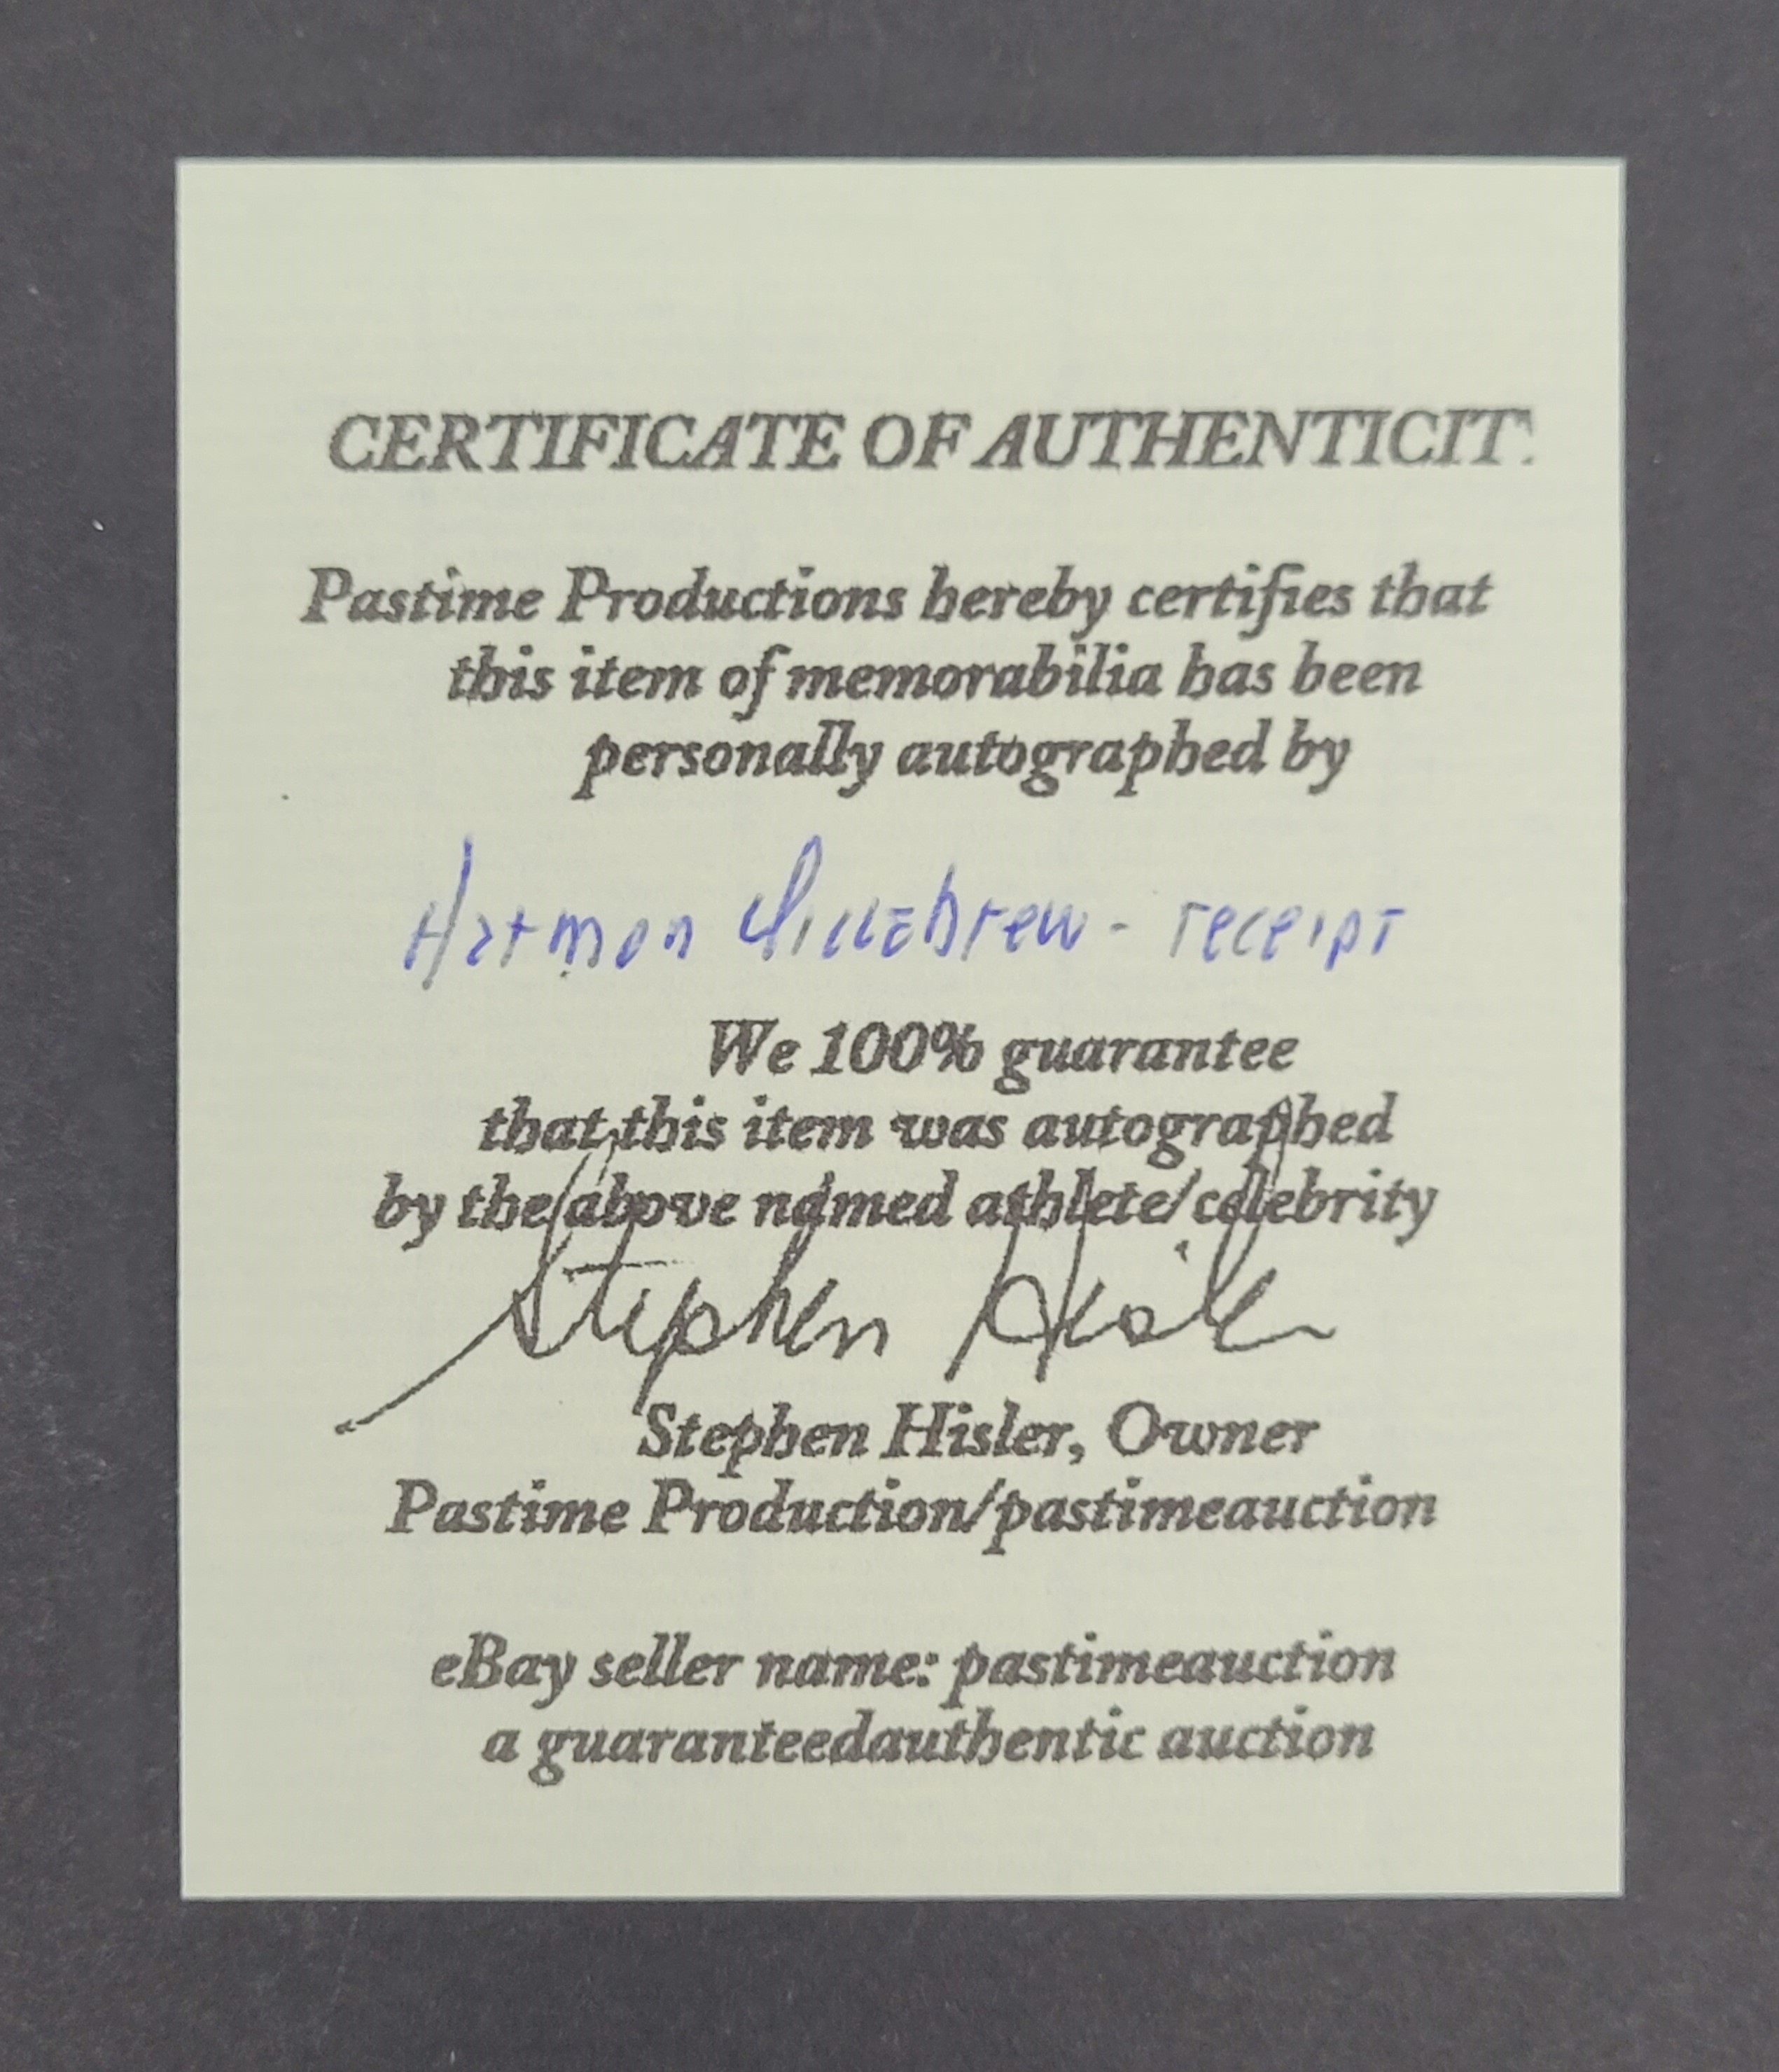 CERTIFICATE OF AUTHENTICIT
Pastime Productions hereby certifies that
this item of memorabilia has been
personally autographed by
Harmon Killebrew - receipt
We 100% guarantee
that this item was autographed
by the above named athlete/celebrity
Stephen Hisler
Stephen Hisler, Owner
Pastime Production/pastimeauction
eBay seller name: pastimeauction
a guaranteedauthentic auction